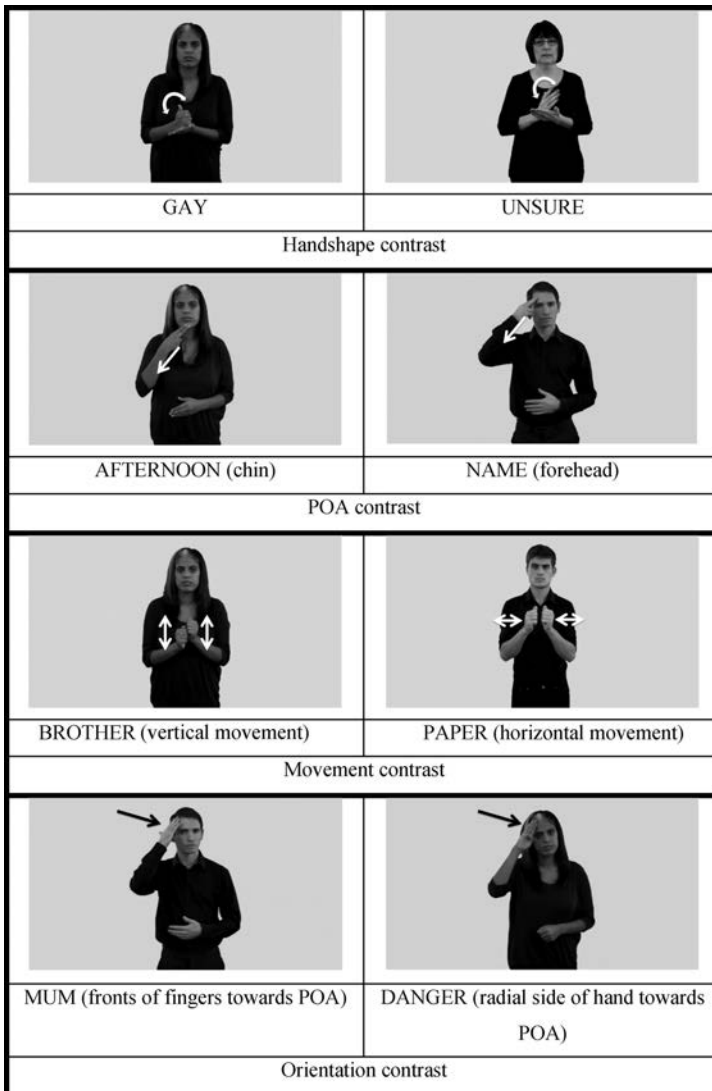 GAY
UNSURE
Handshape contrast
AFTERNOON (chin)
NAME (forehead)
POA contrast
BROTHER (vertical movement)
PAPER (horizontal movement)
Movement contrast
MUM (fronts of fingers towards POA)
DANGER (radial side of hand towards
POA)
Orientation contrast